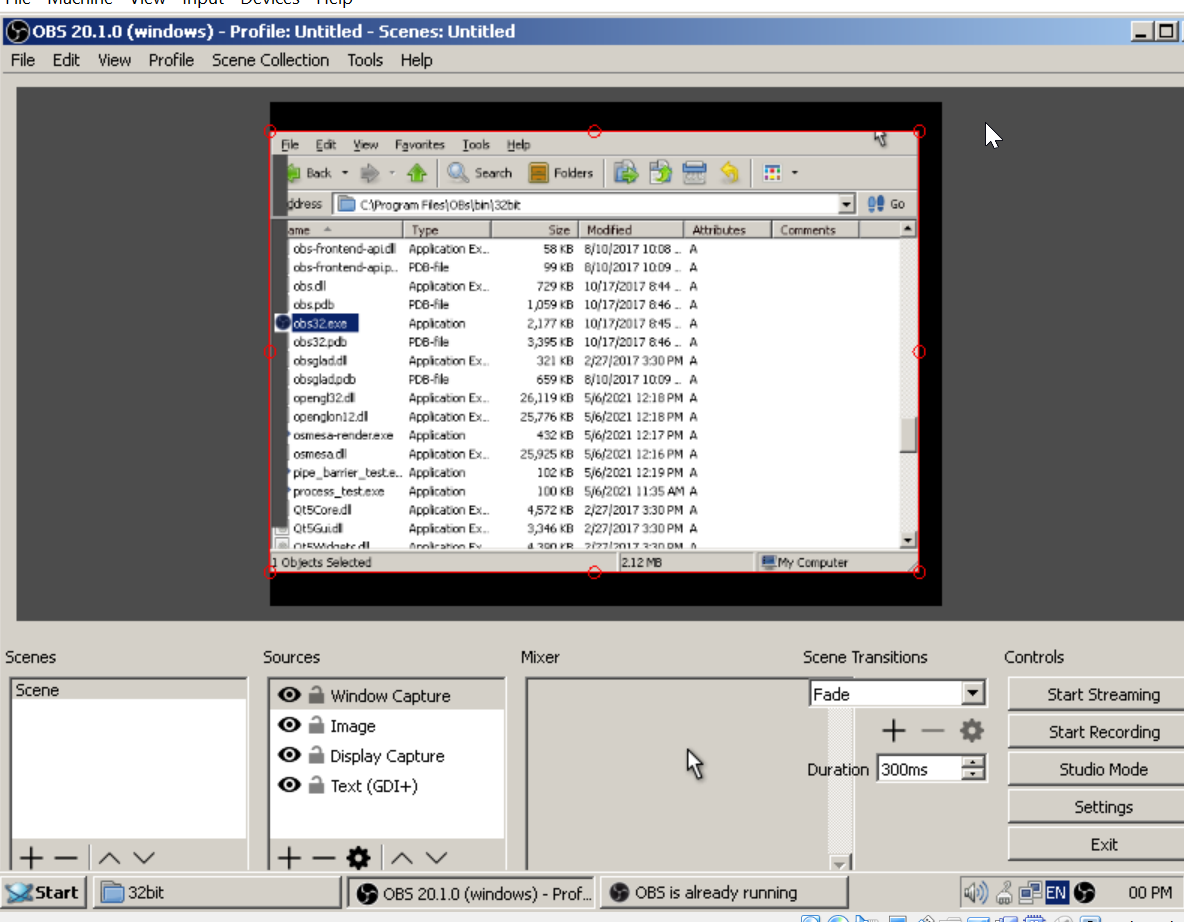 File Machine View Input Devices Help
OBS 20.1.0 (windows) - Profile: Untitled - Scenes: Untitled
File Edit View Profile Scene Collection Tools Help
File Edit View Favorites Tools Help
Back Search Folders
ddress C:\Program Files\OBs\bin\32bit Go
ame Type Size Modified Attributes Comments
obs-frontend-api.dll Application Ex... 58 KB 8/10/2017 10:08 ... A
obs-frontend-api.p... PDB-file 99 KB 8/10/2017 10:09 ... A
obs.dll Application Ex... 729 KB 10/17/2017 8:44 ... A
obs.pdb PDB-file 1,059 KB 10/17/2017 8:46 ... A
obs32.exe Application 2,177 KB 10/17/2017 8:45 ... A
obs32.pdb PDB-file 3,395 KB 10/17/2017 8:46 ... A
obsglad.dll Application Ex... 321 KB 2/27/2017 3:30 PM A
obsglad.pdb PDB-file 659 KB 8/10/2017 10:09 ... A
opengl32.dll Application Ex... 26,119 KB 5/6/2021 12:18 PM A
openglon12.dll Application Ex... 25,776 KB 5/6/2021 12:18 PM A
osmesa-render.exe Application 432 KB 5/6/2021 12:17 PM A
osmesa.dll Application Ex... 25,925 KB 5/6/2021 12:16 PM A
pipe_barrier_test.e... Application 102 KB 5/6/2021 12:19 PM A
process_test.exe Application 100 KB 5/6/2021 11:35 AM A
Qt5Core.dll Application Ex... 4,572 KB 2/27/2017 3:30 PM A
Qt5Gui.dll Application Ex... 3,346 KB 2/27/2017 3:30 PM A
Qt5Widgets.dll Application Ex... 4,390 KB 2/27/2017 3:30 PM A
1 Objects Selected 2.12 MB My Computer
Scenes Sources Mixer Scene Transitions Controls
Scene Window Capture Fade Start Streaming
Image Start Recording
Display Capture Duration 300ms Studio Mode
Text (GDI+) Settings
Exit
Start 32bit OBS 20.1.0 (windows) - Prof... OBS is already running EN 00 PM